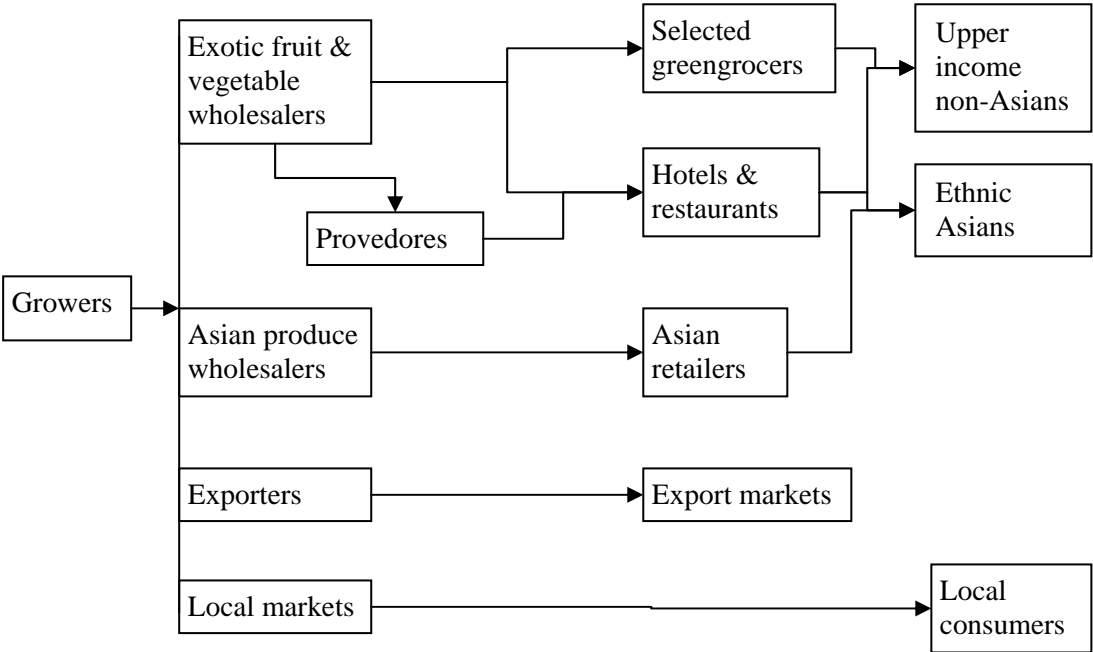 Exotic fruit &
vegetable
wholesalers
Selected
greengrocers
Upper
income
non-Asians
Hotels &
restaurants
Ethnic
Asians
Provedores
Growers
Asian produce
wholesalers
Asian
retailers
Exporters
Export markets
Local markets
Local
consumers